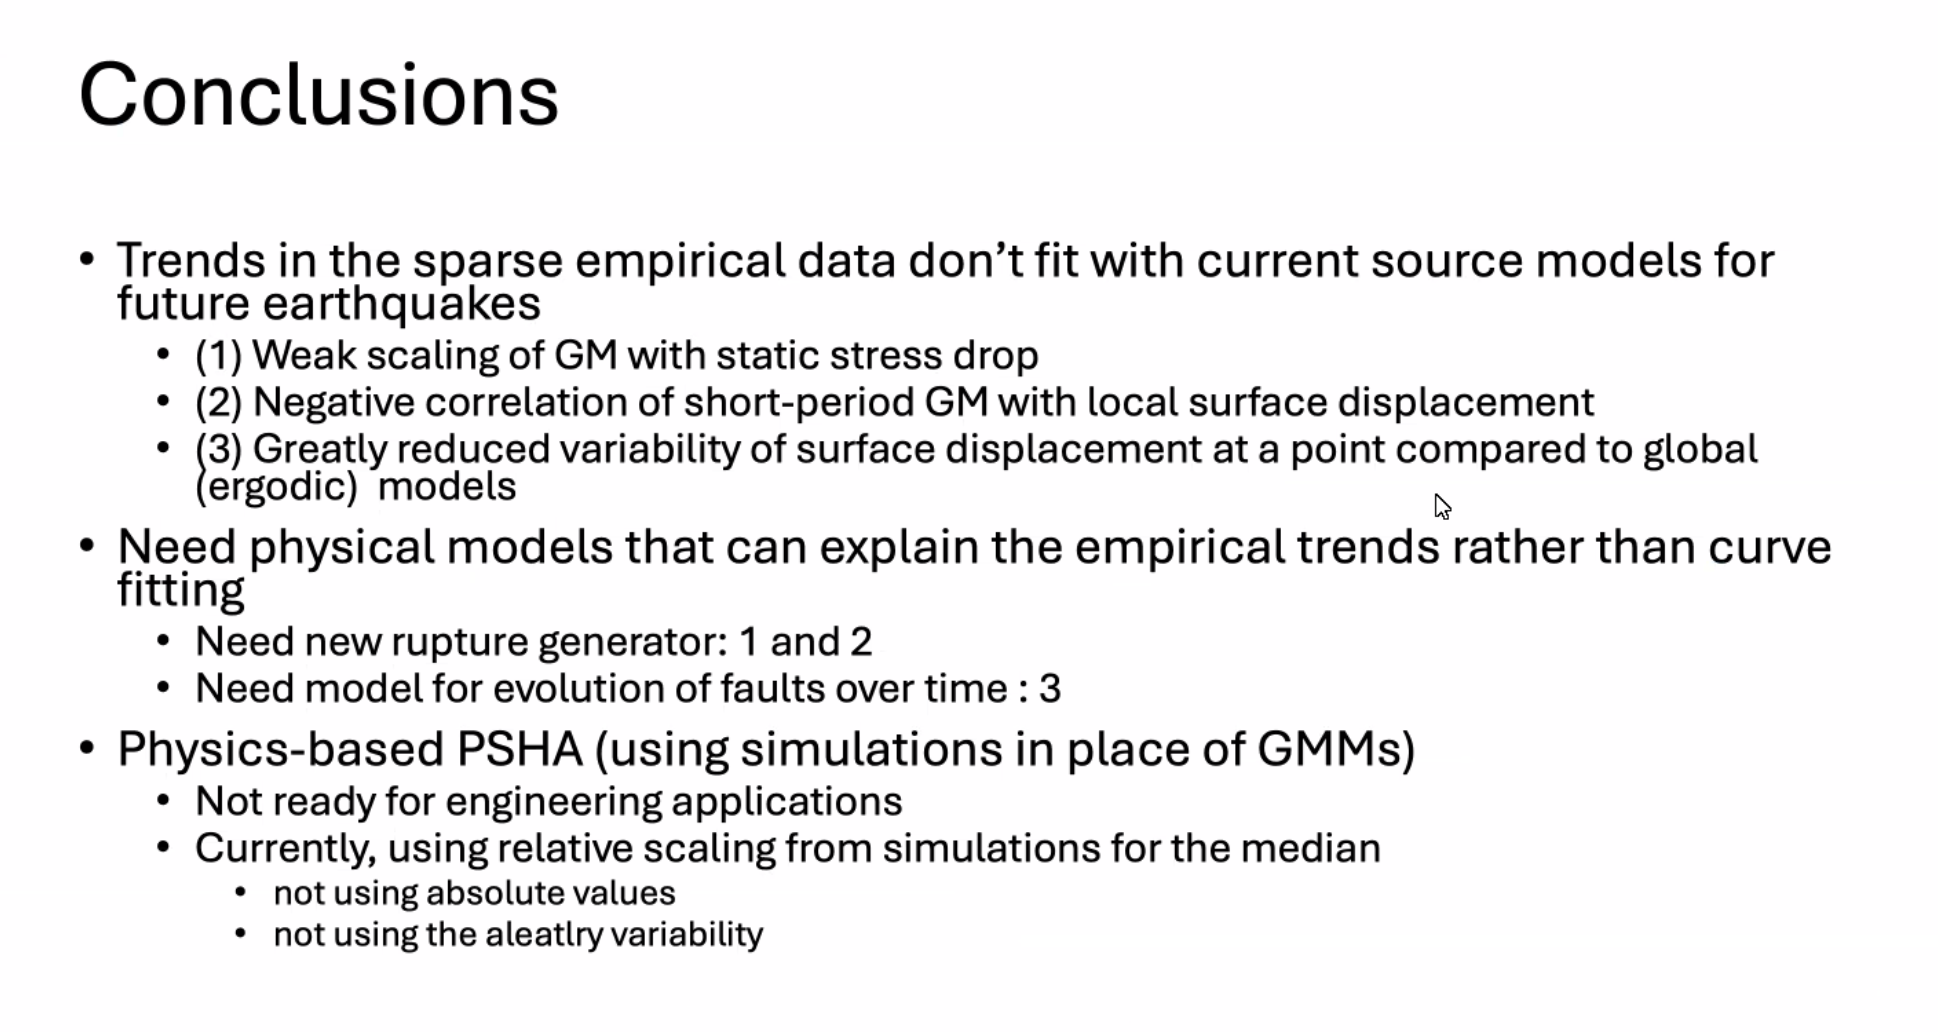 Conclusions
• Trends in the sparse empirical data don’t fit with current source models for
future earthquakes
• (1) Weak scaling of GM with static stress drop
• (2) Negative correlation of short-period GM with local surface displacement
• (3) Greatly reduced variability of surface displacement at a point compared to global
(ergodic)  models
• Need physical models that can explain the empirical trends rather than curve
fitting
• Need new rupture generator: 1 and 2
• Need model for evolution of faults over time : 3
• Physics-based PSHA (using simulations in place of GMMs)
• Not ready for engineering applications
• Currently, using relative scaling from simulations for the median
• not using absolute values
• not using the aleatlry variability